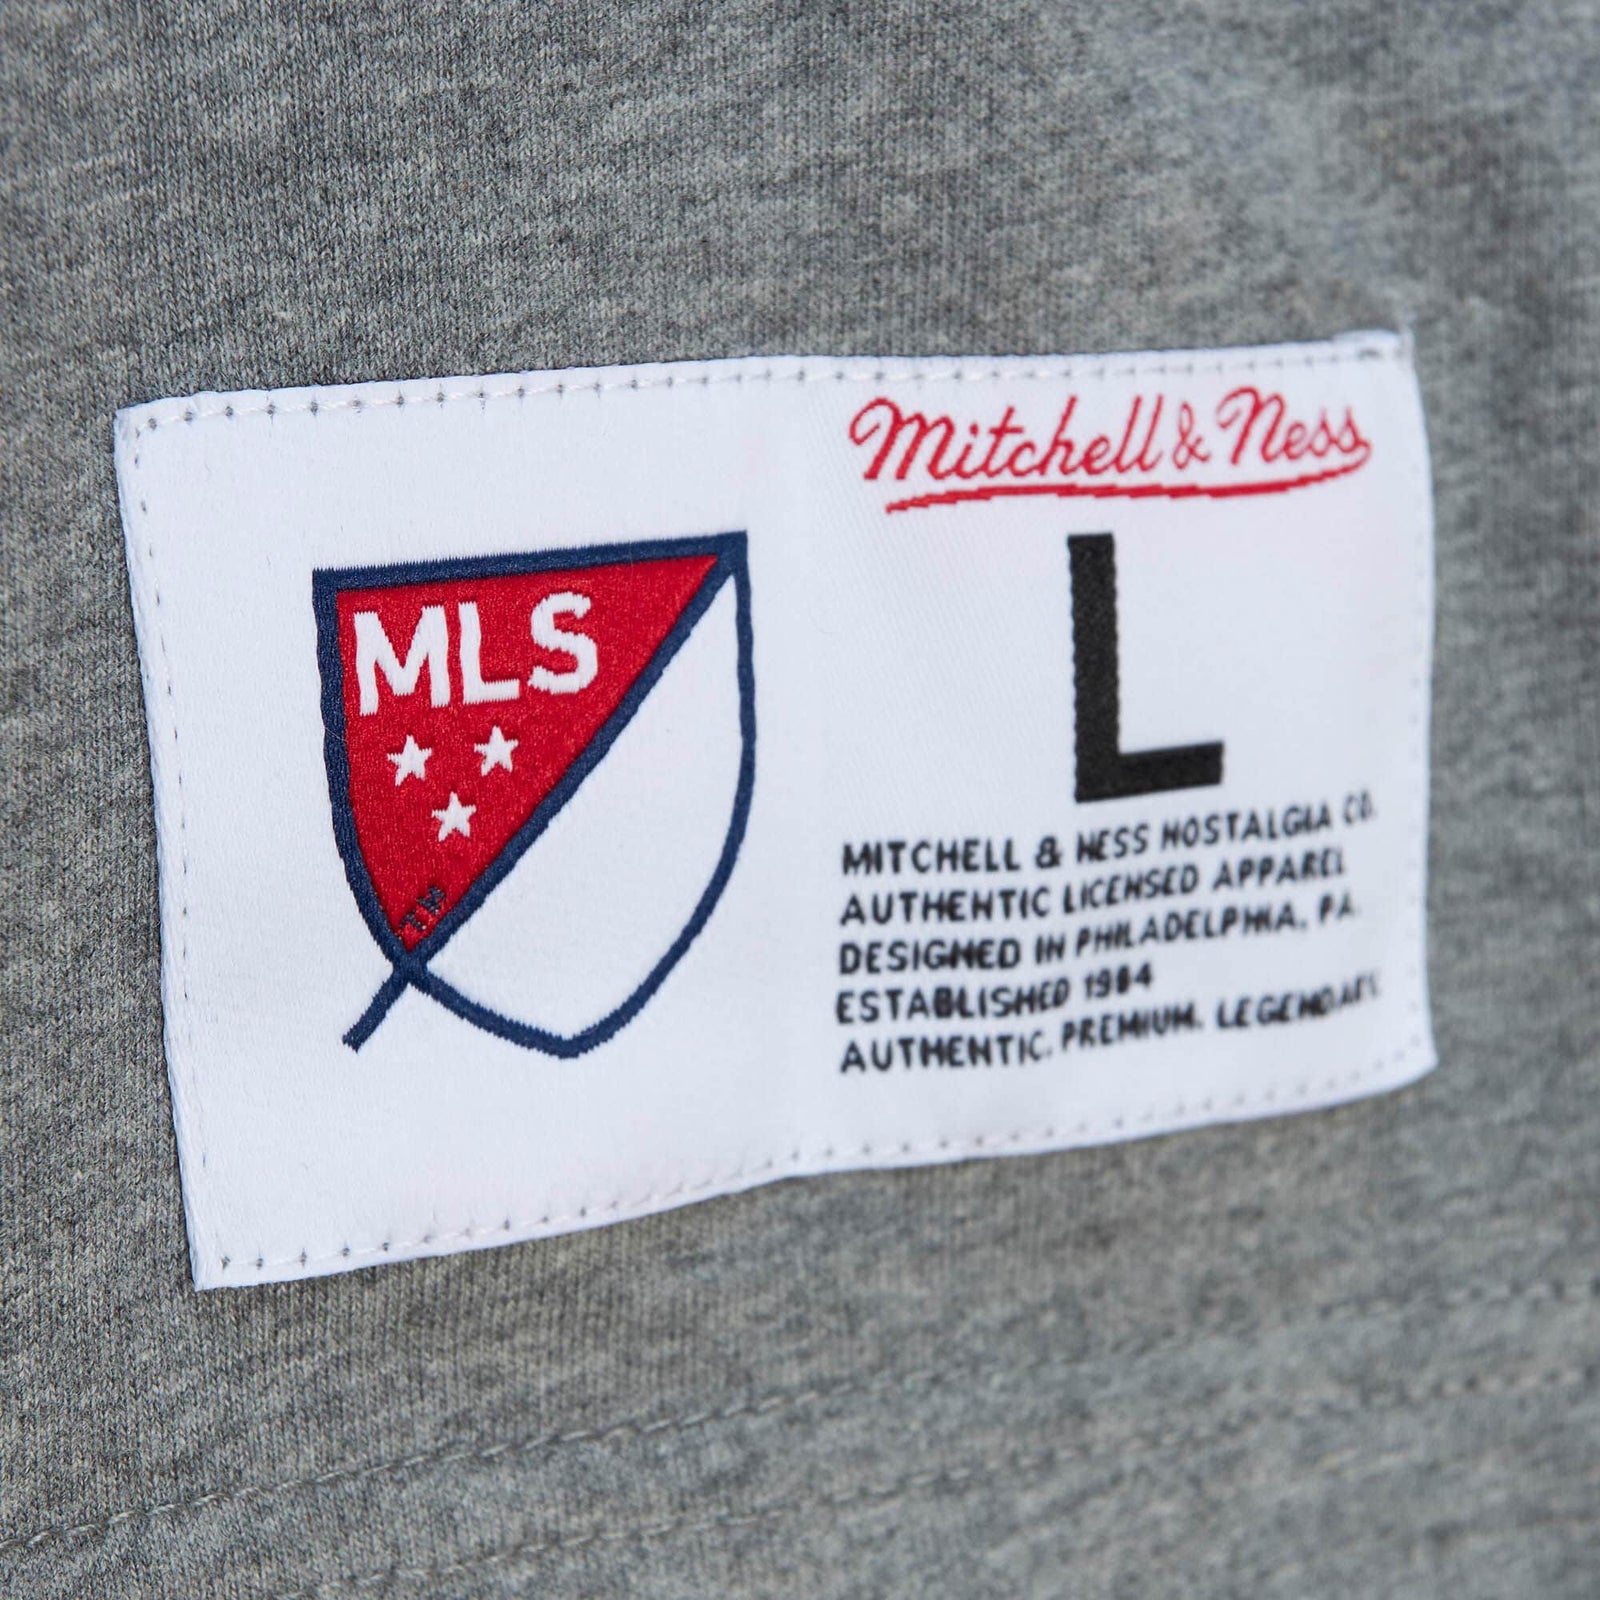 Mitchell & Ness
MLS
TM
L
MITCHELL & NESS NOSTALGIA CO.
AUTHENTIC LICENSED APPAREL
DESIGNED IN PHILADELPHIA, PA.
ESTABLISHED 1904
AUTHENTIC. PREMIUM. LEGENDARY.